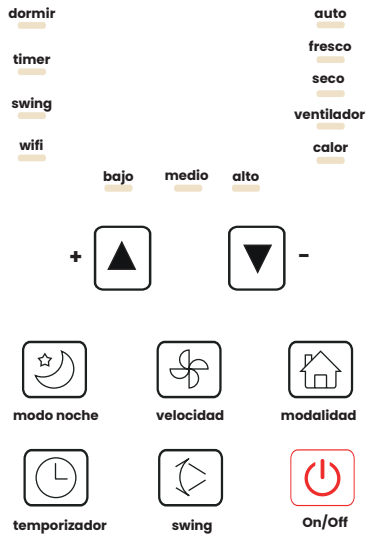 dormir
timer
swing
wifi
auto
fresco
seco
ventilador
calor
bajo medio alto
+ -
modo noche velocidad modalidad
temporizador swing On/Off